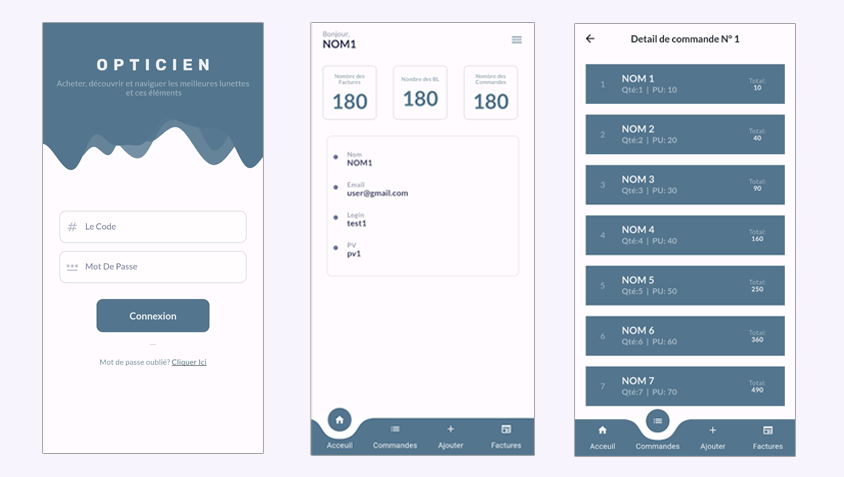 OPTICIEN
Acheter, découvrir et naviguer les meilleures lunettes
et ces éléments
# Le Code
*** Mot De Passe
Connexion
Mot de passe oublié? Cliquer Ici
Bonjour,
NOM1
Nombre des
Factures
180
Nombre des BL
180
Nombre des
Commandes
180
Nom
NOM1
Email
user@gmail.com
Login
test1
PV
pv1
Acceuil Commandes Ajouter Factures
Detail de commande N° 1
1 NOM 1 Total:
Qté:1 | PU: 10 10
2 NOM 2 Total:
Qté:2 | PU: 20 40
3 NOM 3 Total:
Qté:3 | PU: 30 90
4 NOM 4 Total:
Qté:4 | PU: 40 160
5 NOM 5 Total:
Qté:5 | PU: 50 250
6 NOM 6 Total:
Qté:6 | PU: 60 360
7 NOM 7 Total:
Qté:7 | PU: 70 490
Acceuil Commandes Ajouter Factures